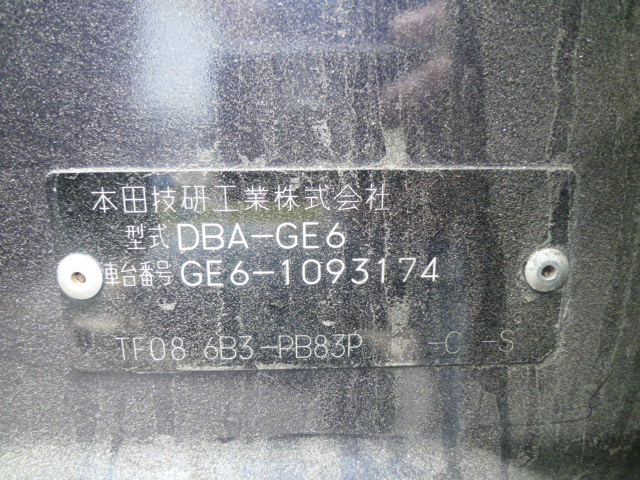 本田技研工業株式会社
型式 DBA-GE6
車台番号 GE6-1093174
TF08 6B3-PB83P -C -S